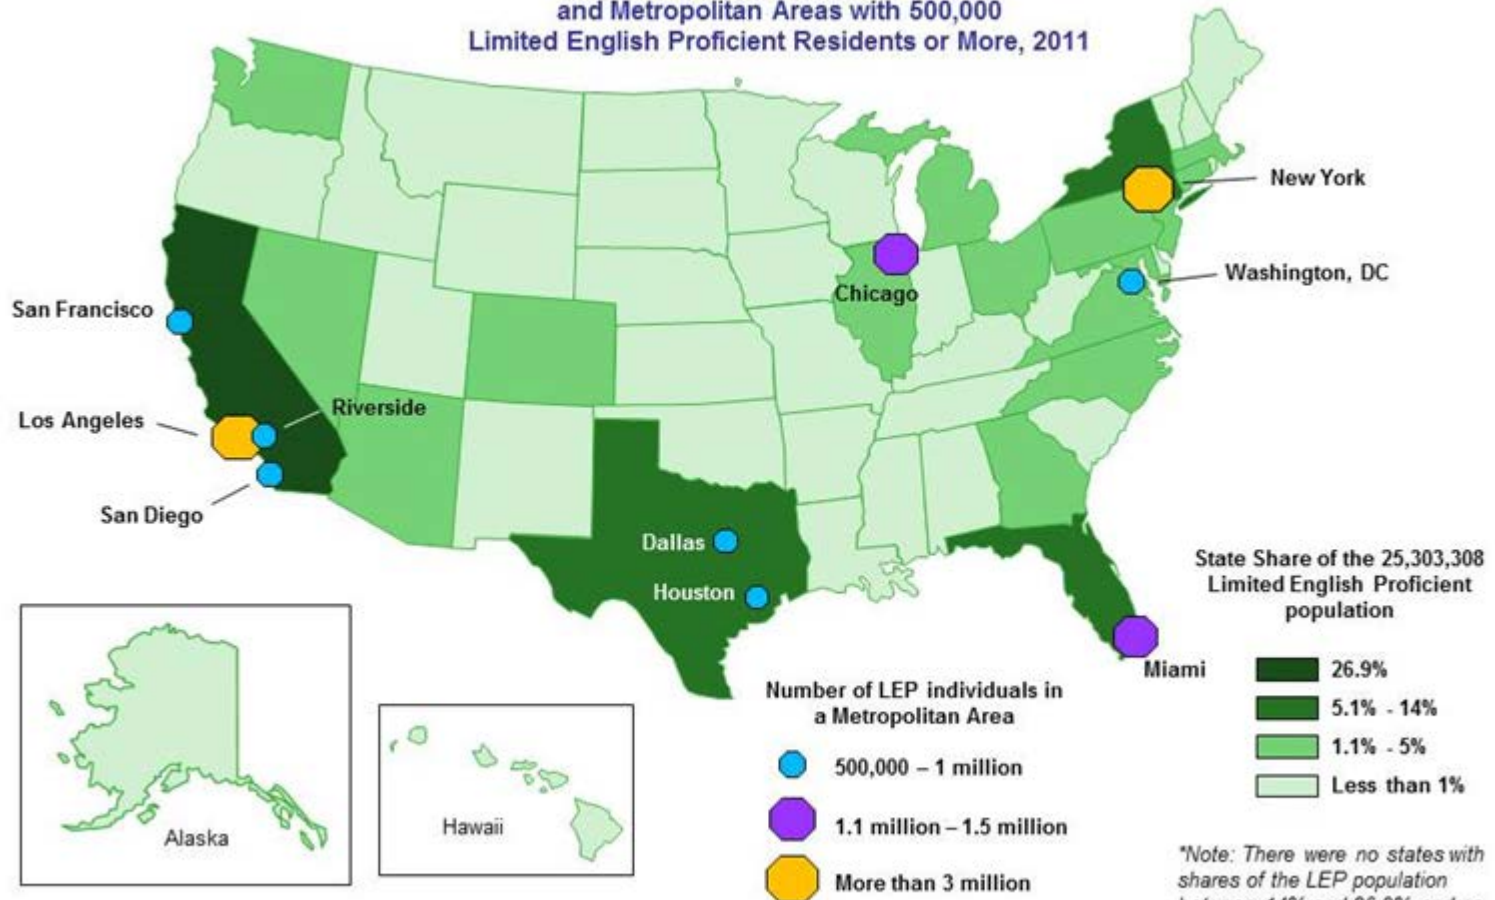 and Metropolitan Areas with 500,000
Limited English Proficient Residents or More, 2011
New York
Washington, DC
Chicago
San Francisco
Riverside
Los Angeles
San Diego
Dallas
Houston
Miami
State Share of the 25,303,308
Limited English Proficient
population
26.9%
5.1% - 14%
1.1% - 5%
Less than 1%
Number of LEP individuals in
a Metropolitan Area
500,000 – 1 million
1.1 million – 1.5 million
More than 3 million
Alaska
Hawaii
*Note: There were no states with
shares of the LEP population